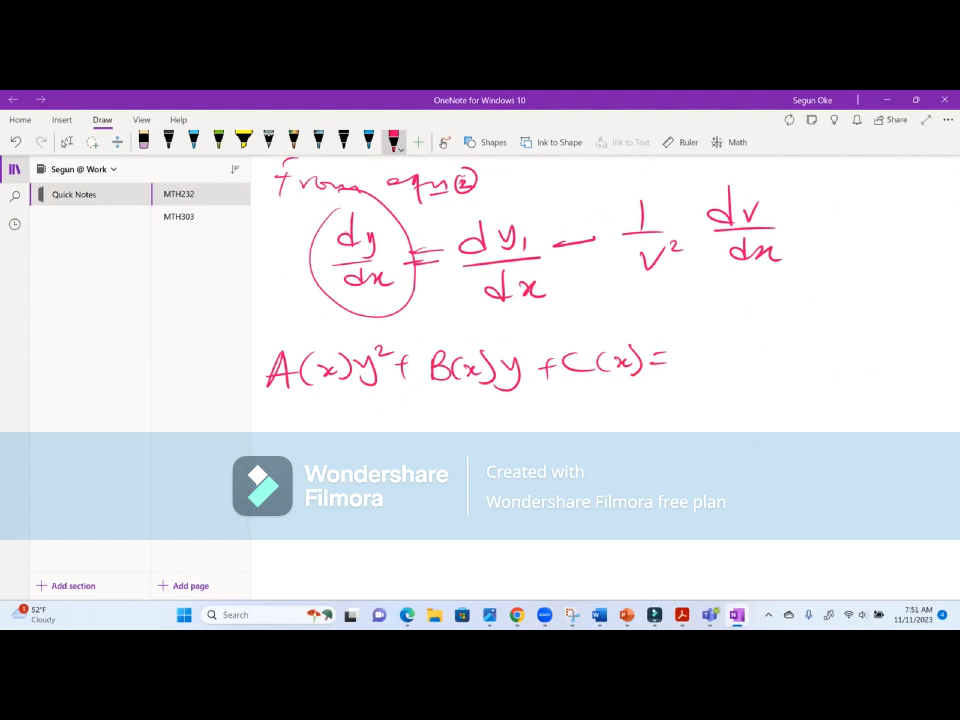 OneNote for Windows 10
Segun Oke
Home Insert Draw View Help
Share
Shapes Ink to Shape Ink to Text Ruler Math
Segun @ Work
Quick Notes
MTH232
MTH303
From eqn ②
dy/dx = dy₁/dx - 1/v² dv/dx
A(x)y² + B(x)y + C(x) =
Wondershare
Filmora
Created with
Wondershare Filmora free plan
Add section
Add page
1
52°F
Cloudy
Search
7:51 AM
11/11/2023
4